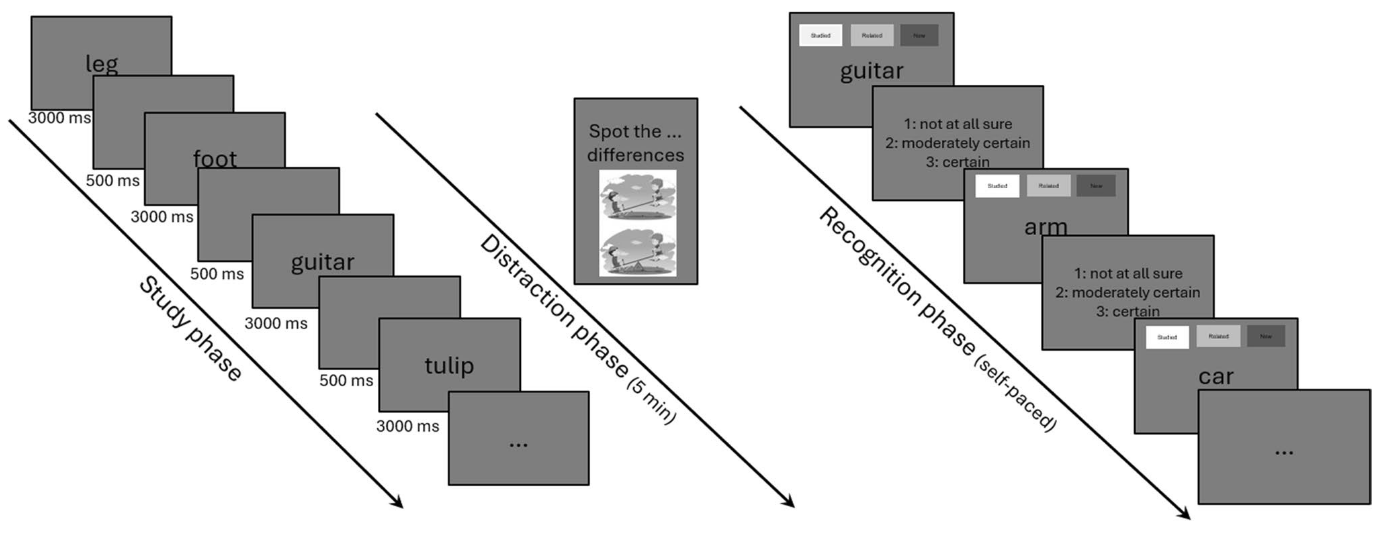 leg
3000 ms
500 ms
foot
3000 ms
500 ms
guitar
3000 ms
500 ms
tulip
3000 ms
...
Study phase
Spot the ...
differences
Distraction phase (5 min)
Studied Related New
guitar
1: not at all sure
2: moderately certain
3: certain
Studied Related New
arm
1: not at all sure
2: moderately certain
3: certain
Studied Related New
car
...
Recognition phase (self-paced)